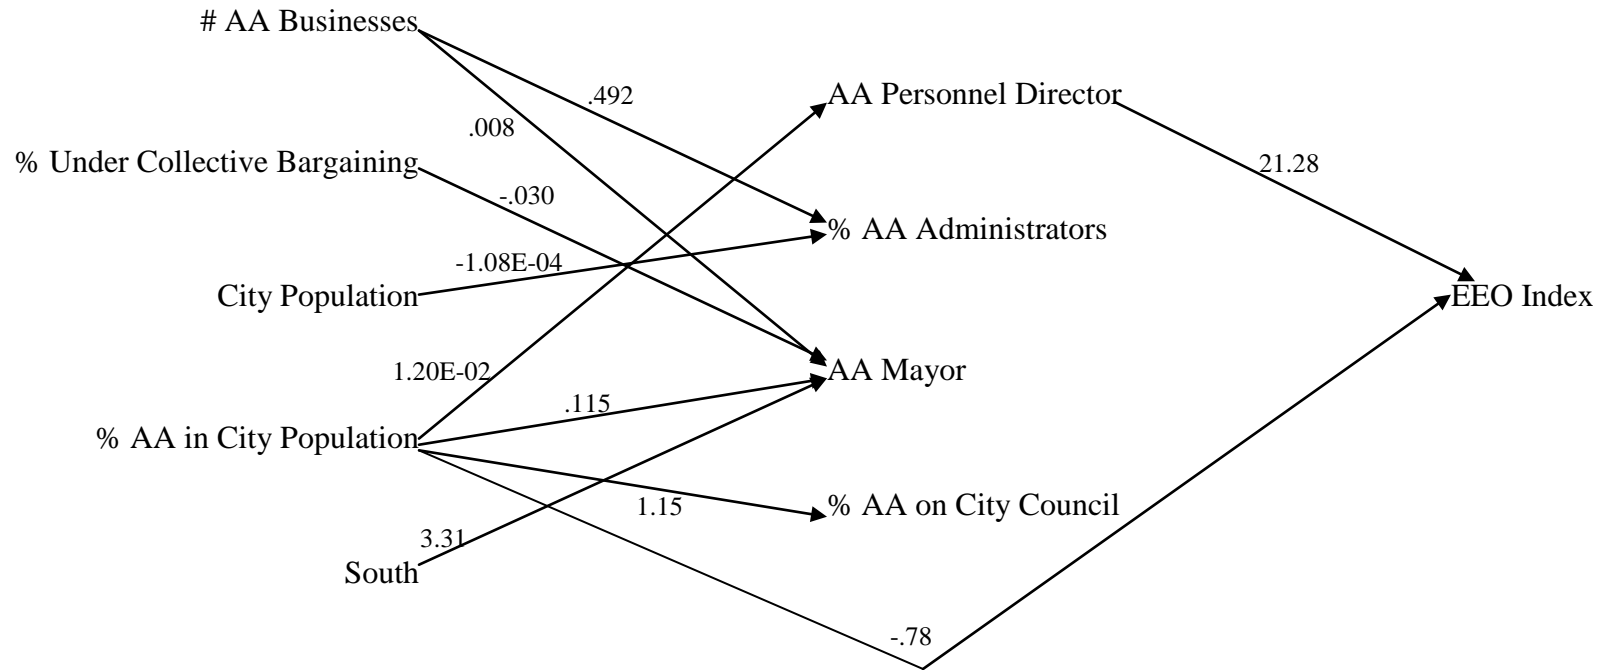 # AA Businesses
AA Personnel Director
.492
.008
% Under Collective Bargaining
21.28
-.030
% AA Administrators
-1.08E-04
City Population
EEO Index
1.20E-02
AA Mayor
.115
% AA in City Population
1.15
% AA on City Council
3.31
South
-.78